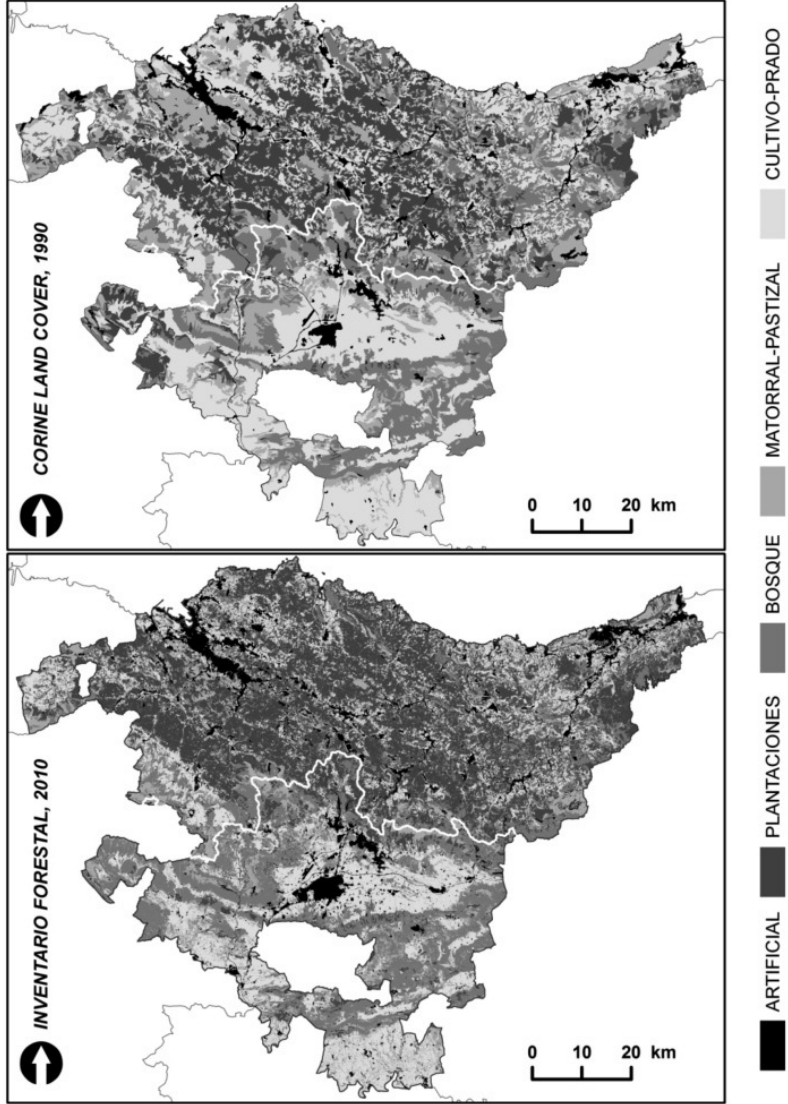 CORINE LAND COVER, 1990
0 10 20 km
INVENTARIO FORESTAL, 2010
0 10 20 km
ARTIFICIAL
PLANTACIONES
BOSQUE
MATORRAL-PASTIZAL
CULTIVO-PRADO